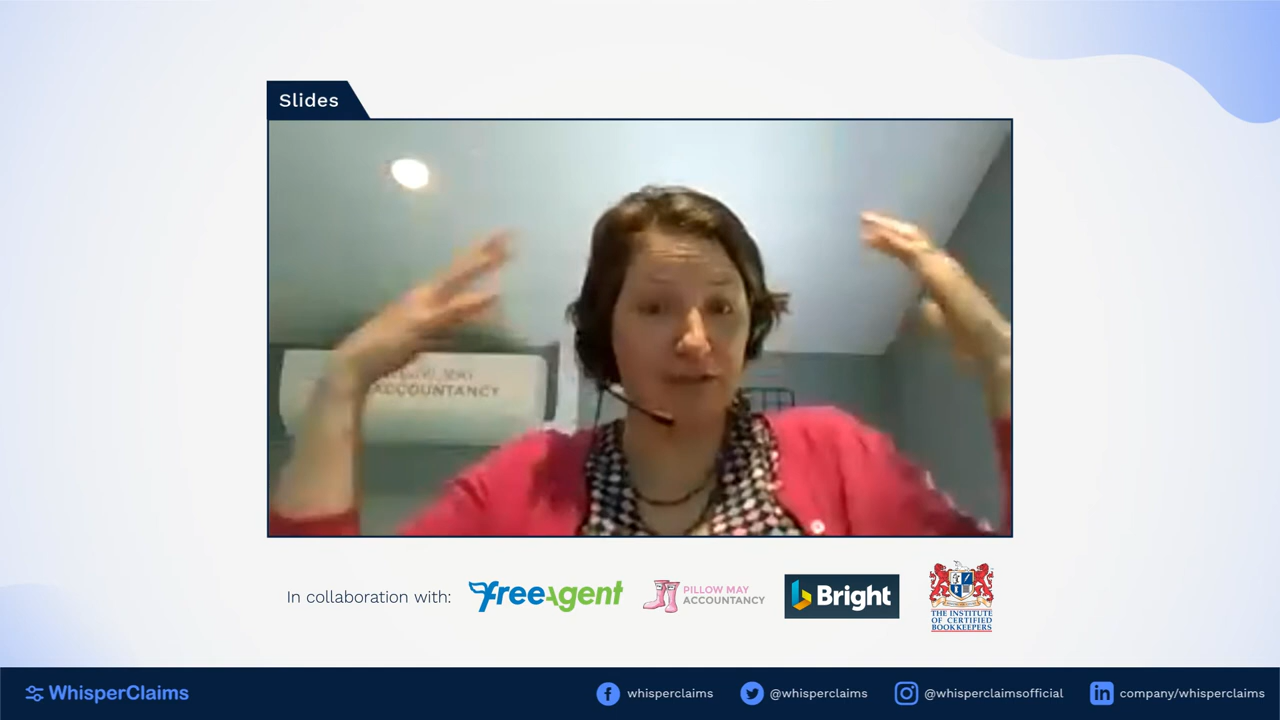 Slides
ACCOUNTANCY
In collaboration with:
freeagent
PILLOW MAY
ACCOUNTANCY
Bright
THE INSTITUTE
OF CERTIFIED
BOOKKEEPERS
WhisperClaims
whisperclaims
@whisperclaims
@whisperclaimsofficial
company/whisperclaims